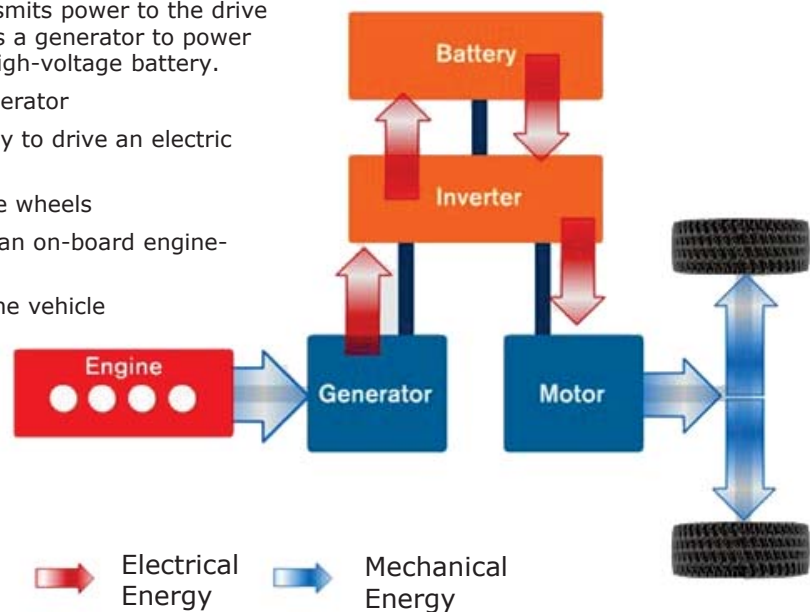 smits power to the drive
s a generator to power
igh-voltage battery.
erator
y to drive an electric
e wheels
an on-board engine-
he vehicle
Battery
Inverter
Engine
Generator
Motor
Electrical
Energy
Mechanical
Energy